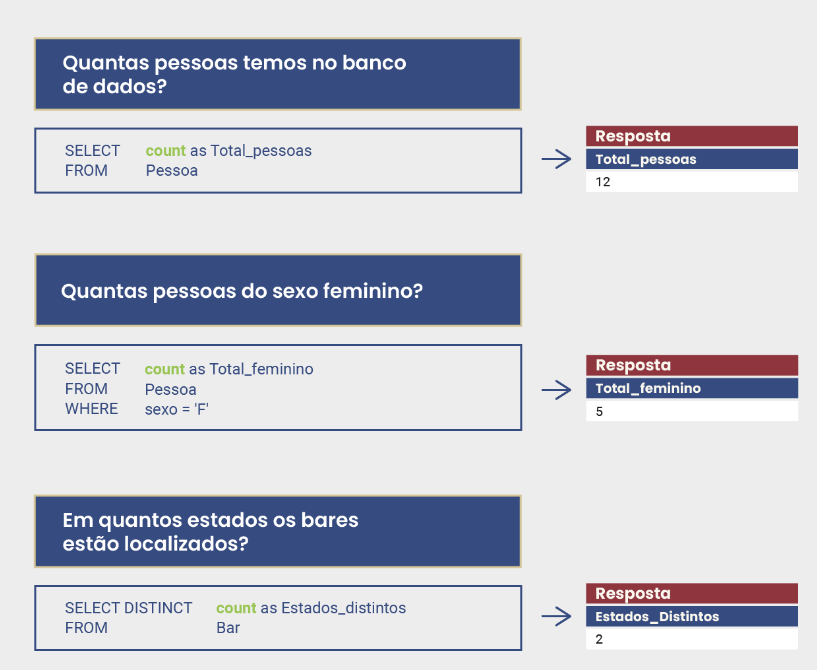 Quantas pessoas temos no banco
de dados?
SELECT count as Total_pessoas
FROM Pessoa
Resposta
Total_pessoas
12
Quantas pessoas do sexo feminino?
SELECT count as Total_feminino
FROM Pessoa
WHERE sexo = 'F'
Resposta
Total_feminino
5
Em quantos estados os bares
estão localizados?
SELECT DISTINCT count as Estados_distintos
FROM Bar
Resposta
Estados_Distintos
2